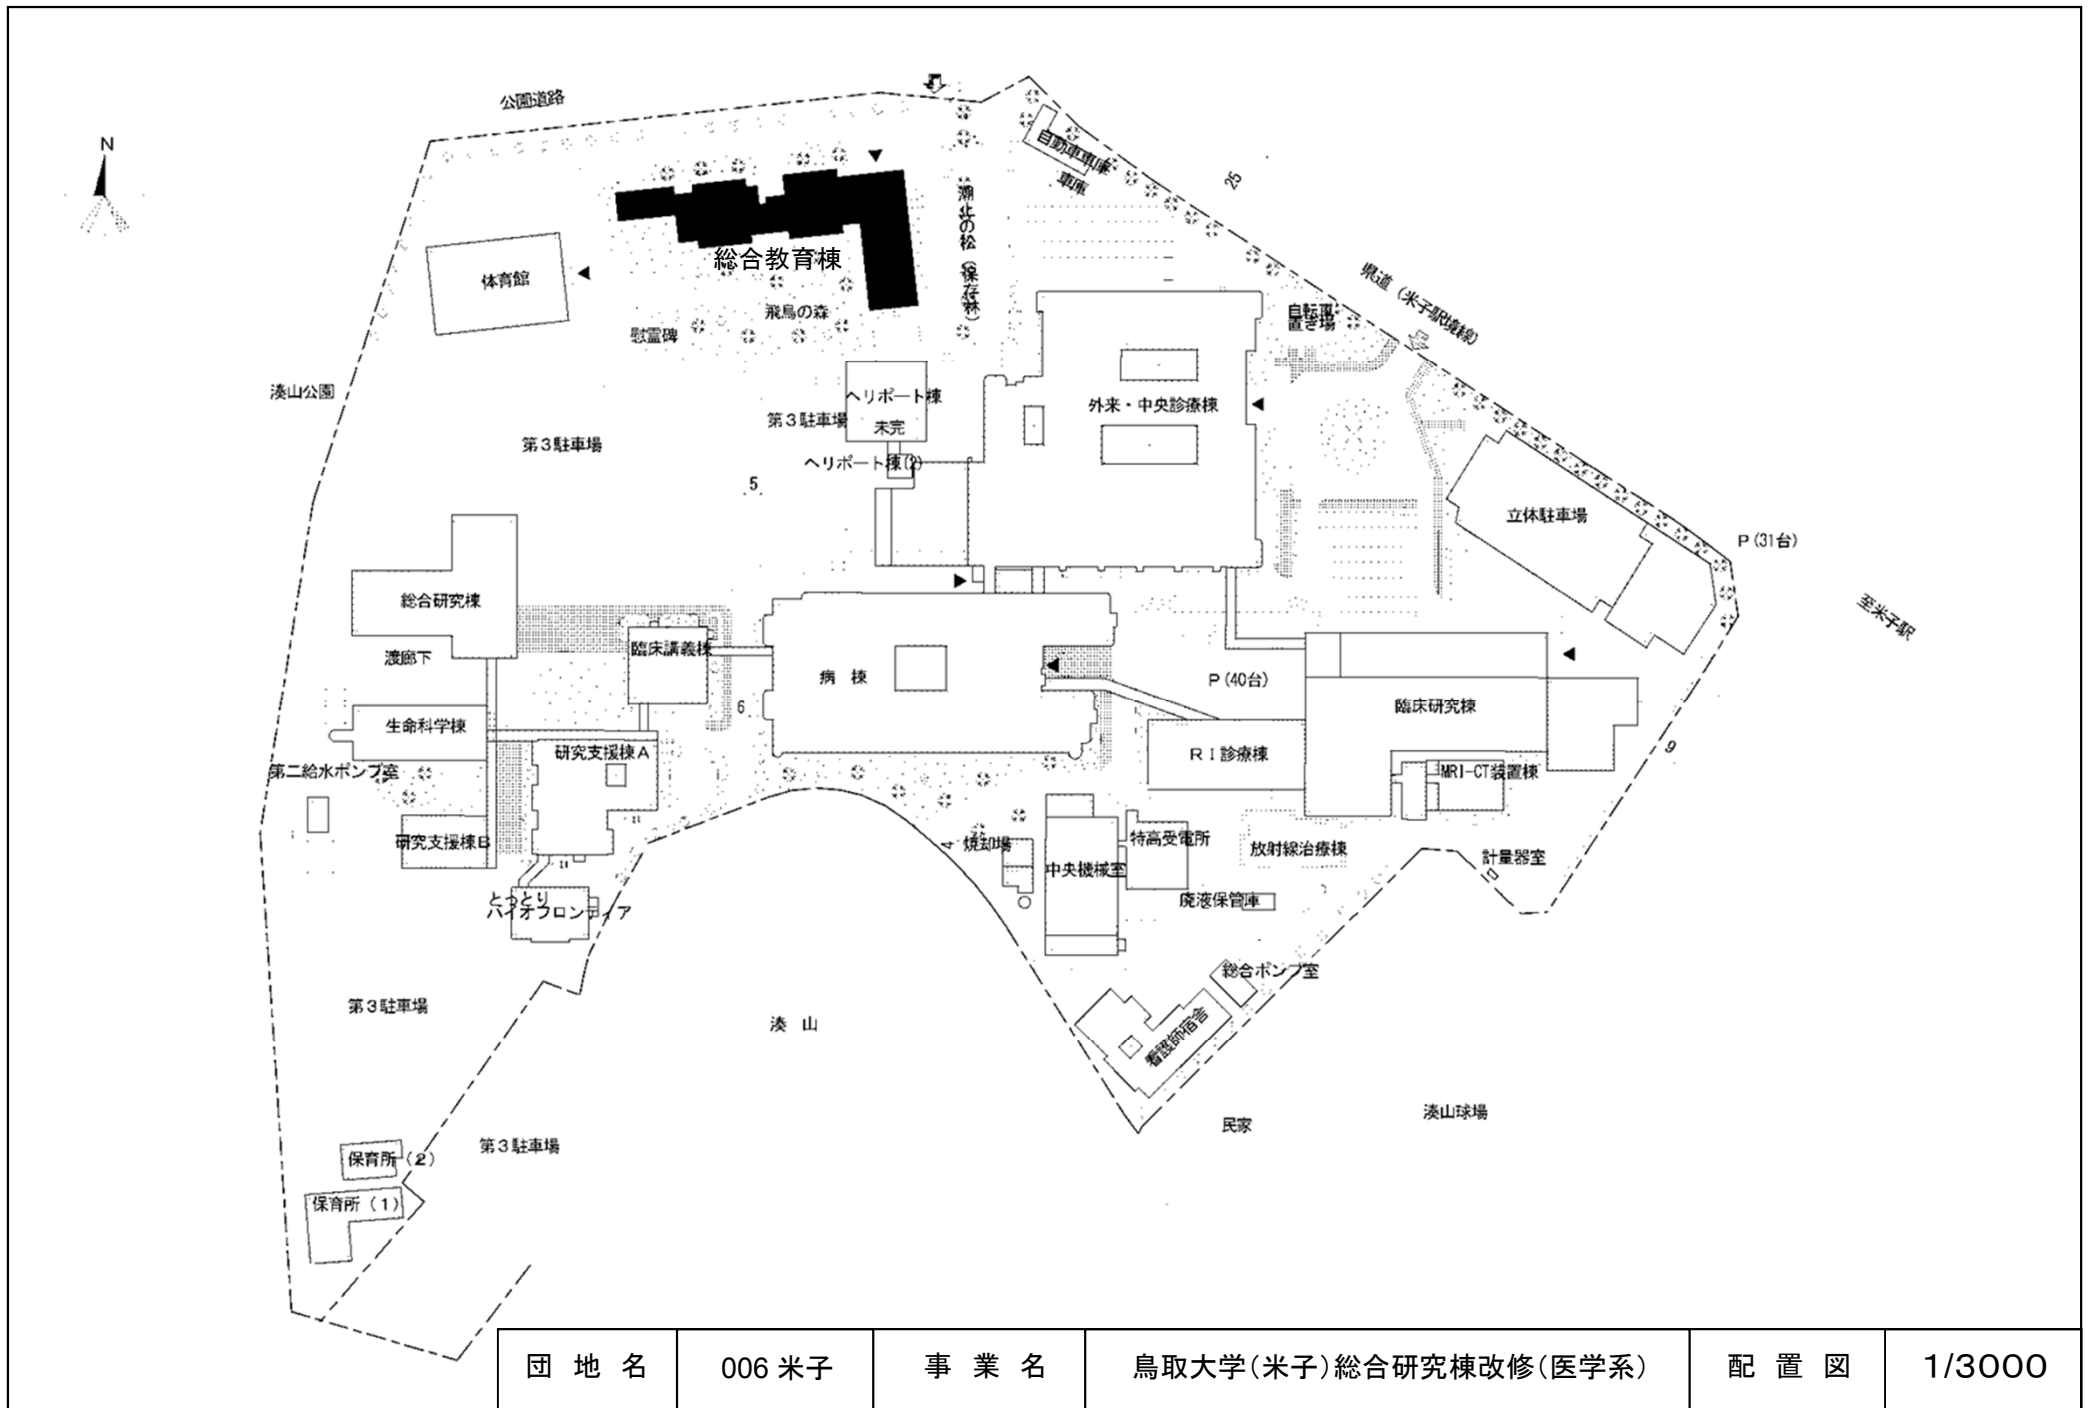 公園道路
N
自動車車庫
車庫
25
潮止の松（保存林）
総合教育棟
体育館
飛鳥の森
慰霊碑
県道（米子駅境線）
自転車
置き場
湊山公園
ヘリポート棟
未完
第３駐車場
第３駐車場
外来・中央診療棟
ヘリポート棟(2)
5
立体駐車場
P(31台)
至米子駅
総合研究棟
渡廊下
臨床講義棟
病 棟
P(40台)
6
臨床研究棟
生命科学棟
研究支援棟A
ＲＩ診療棟
9
第二給水ポンプ室
MRI-CT装置棟
研究支援棟B
焼却場
4
中央機械室
特高受電所
放射線治療棟
計量器室
廃液保管庫
とっとり
バイオフロンティア
総合ポンプ室
第３駐車場
湊 山
看護師宿舎
民家
湊山球場
第３駐車場
保育所（2）
保育所（1）
団 地 名 006 米子 事 業 名 鳥取大学(米子)総合研究棟改修(医学系) 配 置 図 1/3000